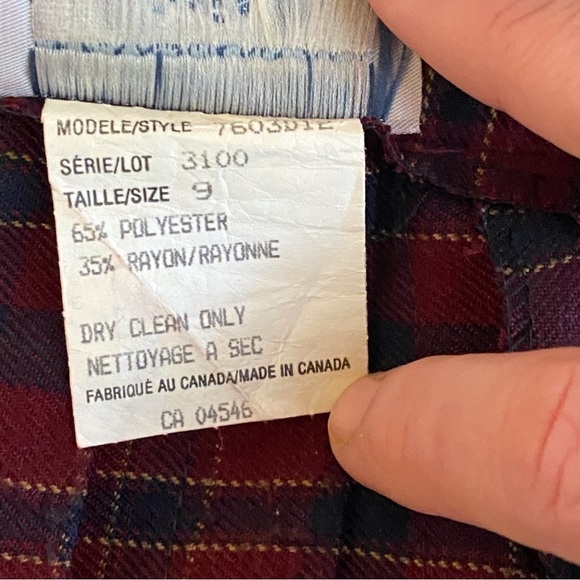 MODELE/STYLE 7603D1E
SÉRIE/LOT 3100
TAILLE/SIZE 9
65% POLYESTER
35% RAYON/RAYONNE
DRY CLEAN ONLY
NETTOYAGE A SEC
FABRIQUÉ AU CANADA/MADE IN CANADA
CA 04546